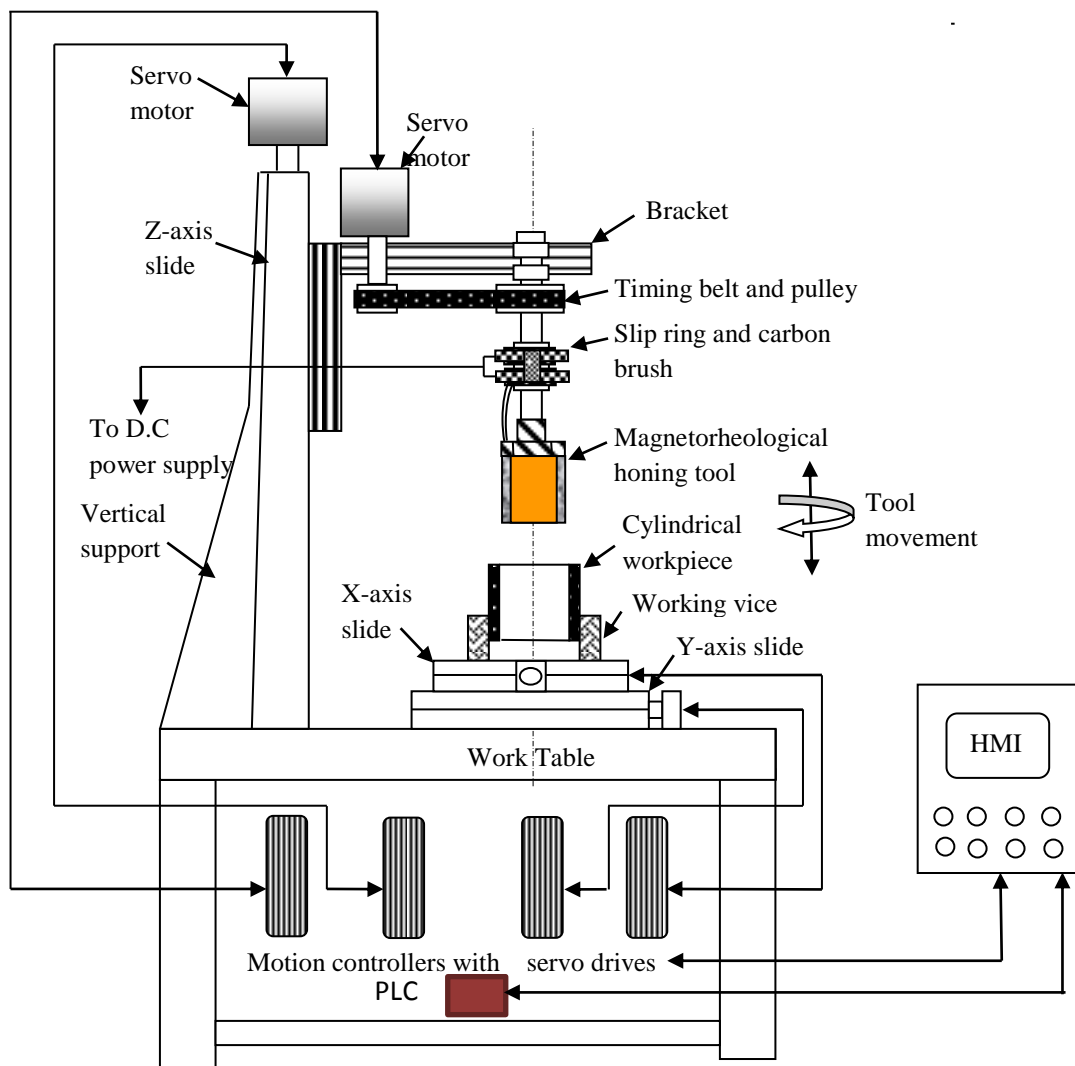 Servo
motor
Servo
motor
Bracket
Z-axis
slide
Timing belt and pulley
Slip ring and carbon
brush
To D.C
power supply
Magnetorheological
honing tool
Tool
movement
Vertical
support
Cylindrical
workpiece
X-axis
slide
Working vice
Y-axis slide
Work Table
HMI
Motion controllers with servo drives
PLC